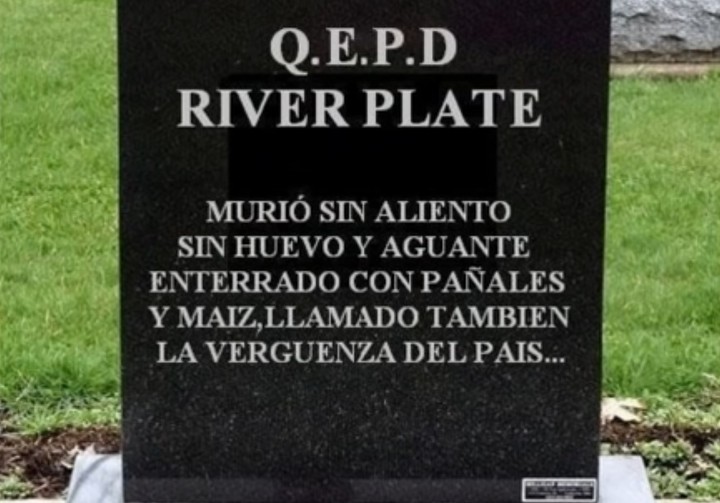 Q.E.P.D
RIVER PLATE
MURIÓ SIN ALIENTO
SIN HUEVO Y AGUANTE
ENTERRADO CON PAÑALES
Y MAIZ,LLAMADO TAMBIEN
LA VERGUENZA DEL PAIS...